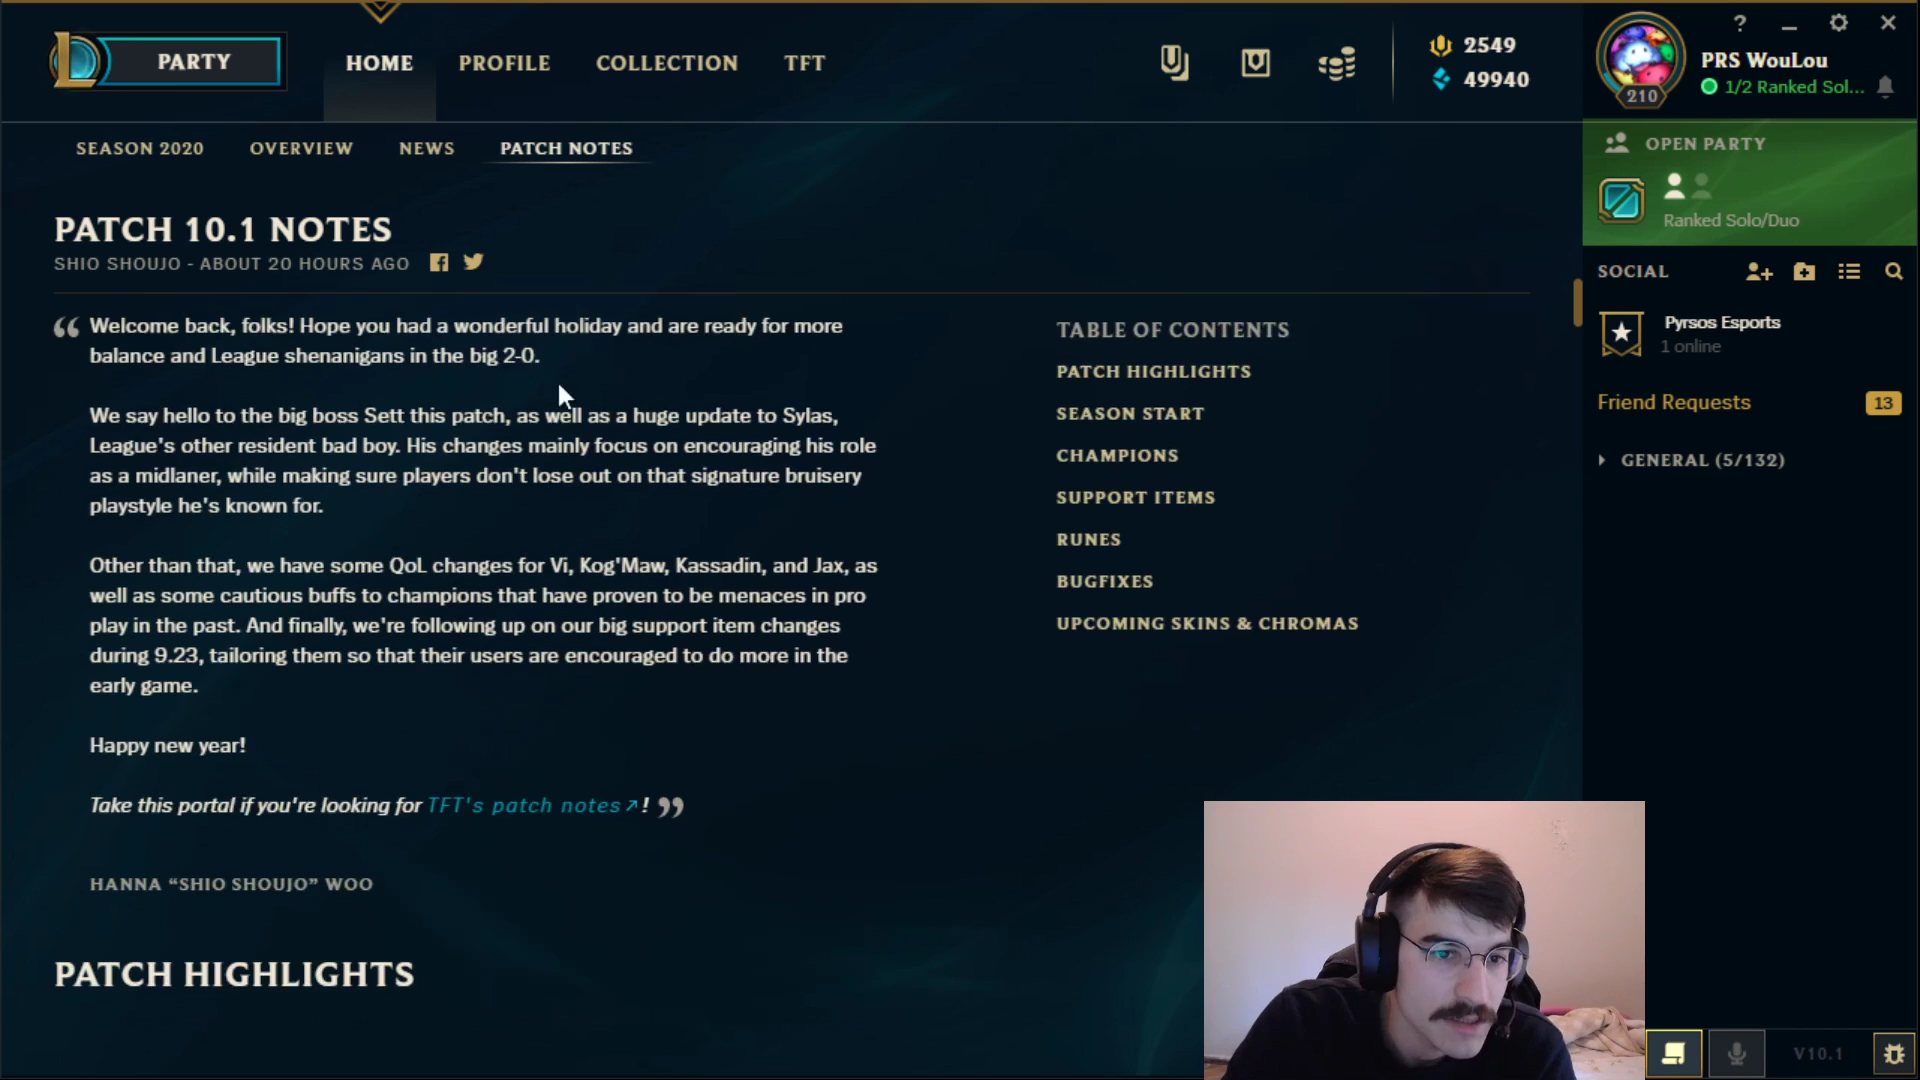 PARTY
HOME
PROFILE
COLLECTION
TFT
2549
49940
?
210
PRS WouLou
1/2 Ranked Sol...
SEASON 2020
OVERVIEW
NEWS
PATCH NOTES
OPEN PARTY
Ranked Solo/Duo
PATCH 10.1 NOTES
SHIO SHOUJO - ABOUT 20 HOURS AGO
SOCIAL
Pyrsos Esports
1 online
Friend Requests
13
GENERAL (5/132)
“ Welcome back, folks! Hope you had a wonderful holiday and are ready for more
balance and League shenanigans in the big 2-0.
We say hello to the big boss Sett this patch, as well as a huge update to Sylas,
League's other resident bad boy. His changes mainly focus on encouraging his role
as a midlaner, while making sure players don't lose out on that signature bruisery
playstyle he's known for.
Other than that, we have some QoL changes for Vi, Kog'Maw, Kassadin, and Jax, as
well as some cautious buffs to champions that have proven to be menaces in pro
play in the past. And finally, we're following up on our big support item changes
during 9.23, tailoring them so that their users are encouraged to do more in the
early game.
Happy new year!
Take this portal if you're looking for TFT's patch notes↗! ”
HANNA “SHIO SHOUJO” WOO
PATCH HIGHLIGHTS
TABLE OF CONTENTS
PATCH HIGHLIGHTS
SEASON START
CHAMPIONS
SUPPORT ITEMS
RUNES
BUGFIXES
UPCOMING SKINS & CHROMAS
V10.1